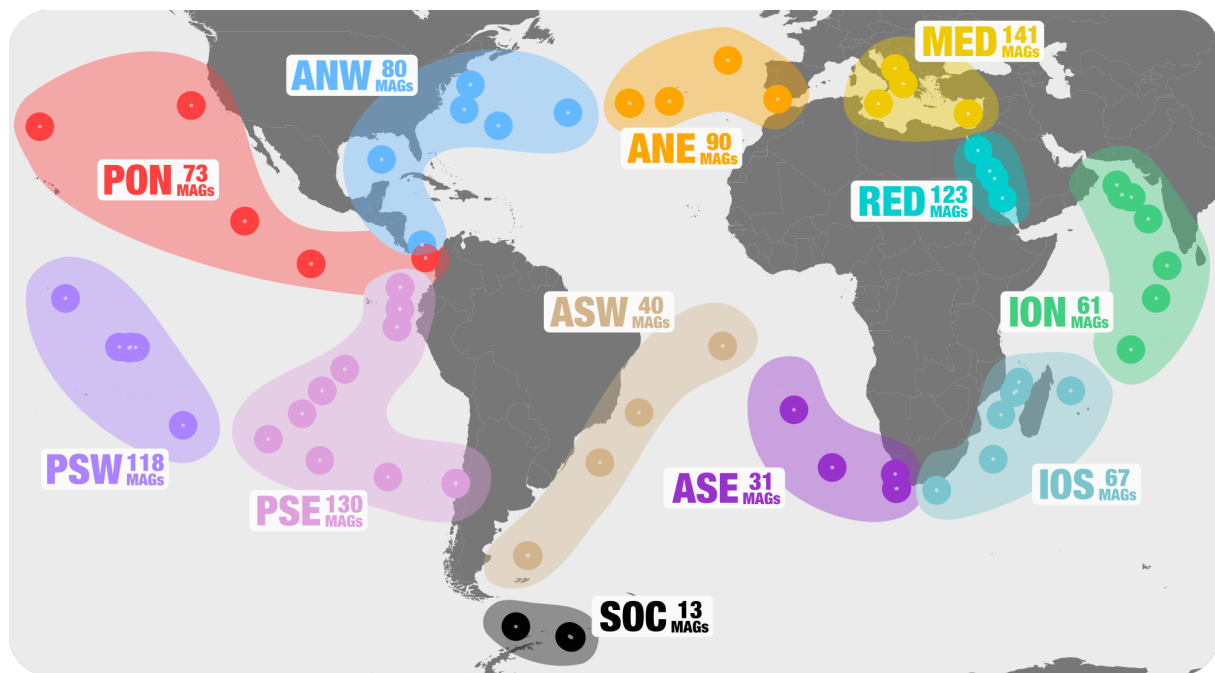 MED 141
MAGs
ANW 80
MAGs
ANE 90
MAGs
PON 73
MAGs
RED 123
MAGs
ASW 40
MAGs
ION 61
MAGs
PSW 118
MAGs
PSE 130
MAGs
ASE 31
MAGs
IOS 67
MAGs
SOC 13
MAGs